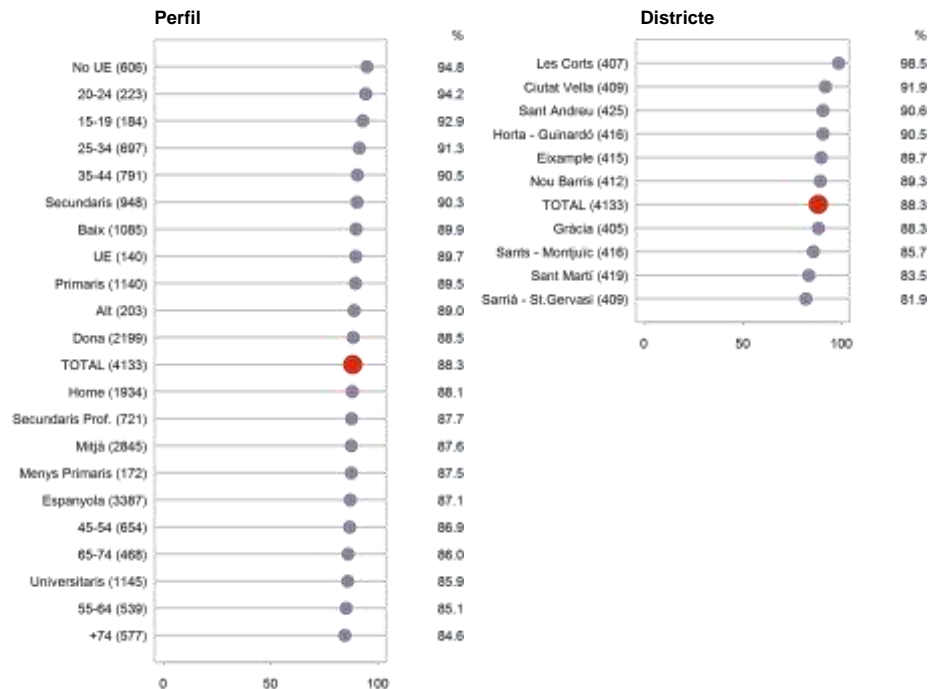 Perfil
%
No UE (606) 94.8
20-24 (223) 94.2
15-19 (184) 92.9
25-34 (697) 91.3
35-44 (791) 90.5
Secundaris (948) 90.3
Baix (1085) 89.9
UE (140) 89.7
Primaris (1140) 89.5
Alt (203) 89.0
Dona (2199) 88.5
TOTAL (4133) 88.3
Home (1934) 88.1
Secundaris Prof. (721) 87.7
Mitjà (2845) 87.6
Menys Primaris (172) 87.5
Espanyola (3387) 87.1
45-54 (654) 86.9
65-74 (468) 86.0
Universitaris (1145) 85.9
55-64 (539) 85.1
+74 (577) 84.6
0 50 100
Districte
%
Les Corts (407) 98.5
Ciutat Vella (409) 91.9
Sant Andreu (425) 90.6
Horta - Guinardó (416) 90.5
Eixample (415) 89.7
Nou Barris (412) 89.3
TOTAL (4133) 88.3
Gràcia (405) 88.3
Sants - Montjuïc (416) 85.7
Sant Martí (419) 83.5
Sarrià - St.Gervasi (409) 81.9
0 50 100